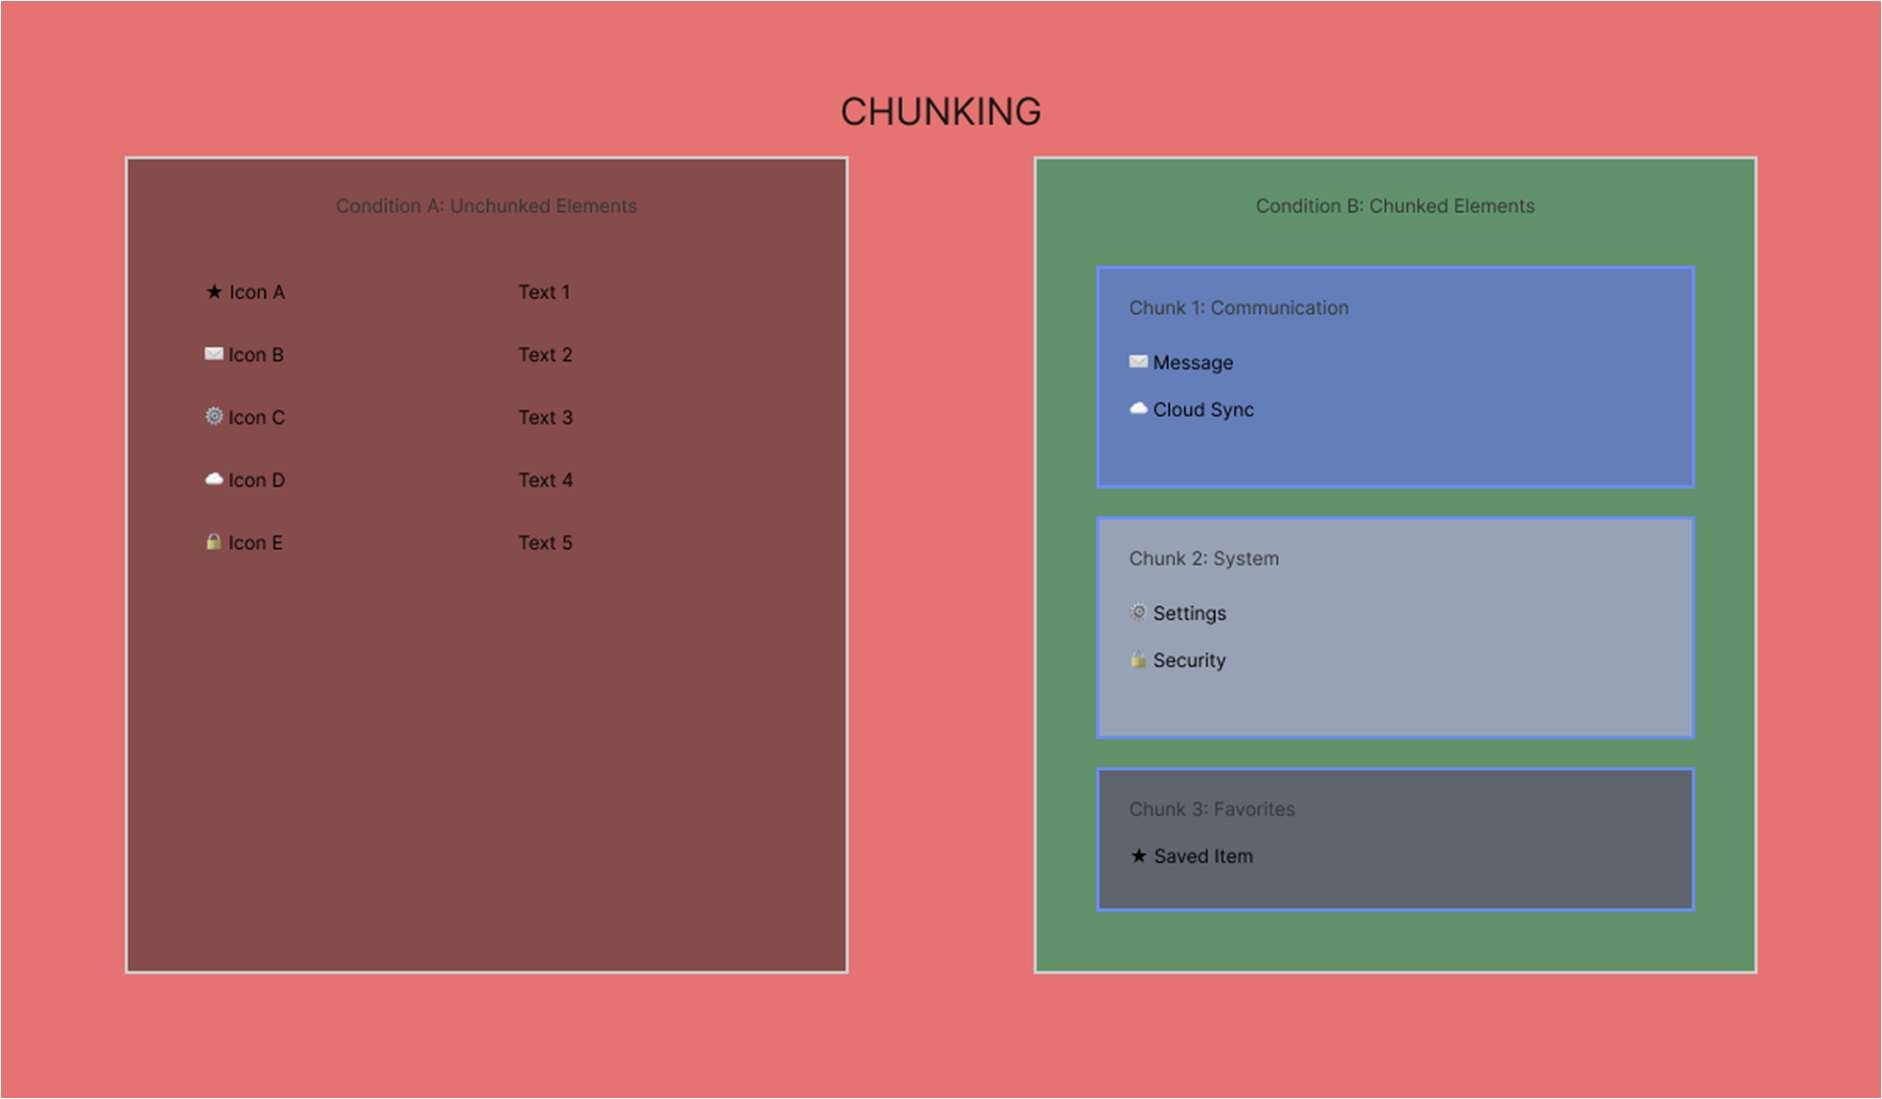 CHUNKING
Condition A: Unchunked Elements
★ Icon A Text 1
✉️ Icon B Text 2
⚙️ Icon C Text 3
☁️ Icon D Text 4
🔒 Icon E Text 5
Condition B: Chunked Elements
Chunk 1: Communication
✉️ Message
☁️ Cloud Sync
Chunk 2: System
⚙️ Settings
🔒 Security
Chunk 3: Favorites
★ Saved Item